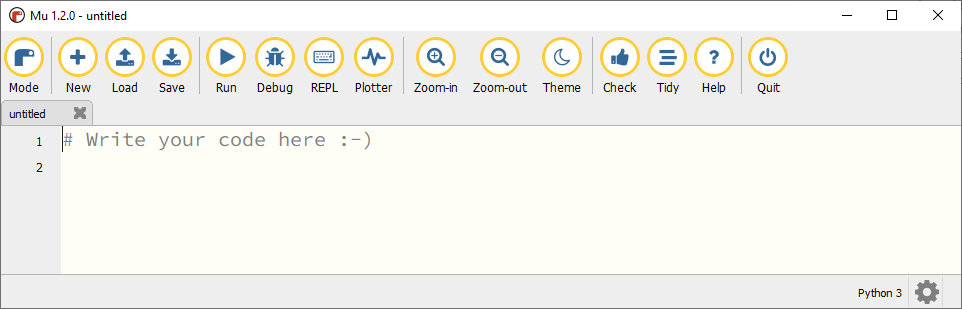 Mu 1.2.0 - untitled
Mode New Load Save Run Debug REPL Plotter Zoom-in Zoom-out Theme Check Tidy Help Quit
untitled
1 # Write your code here :-)
2
Python 3